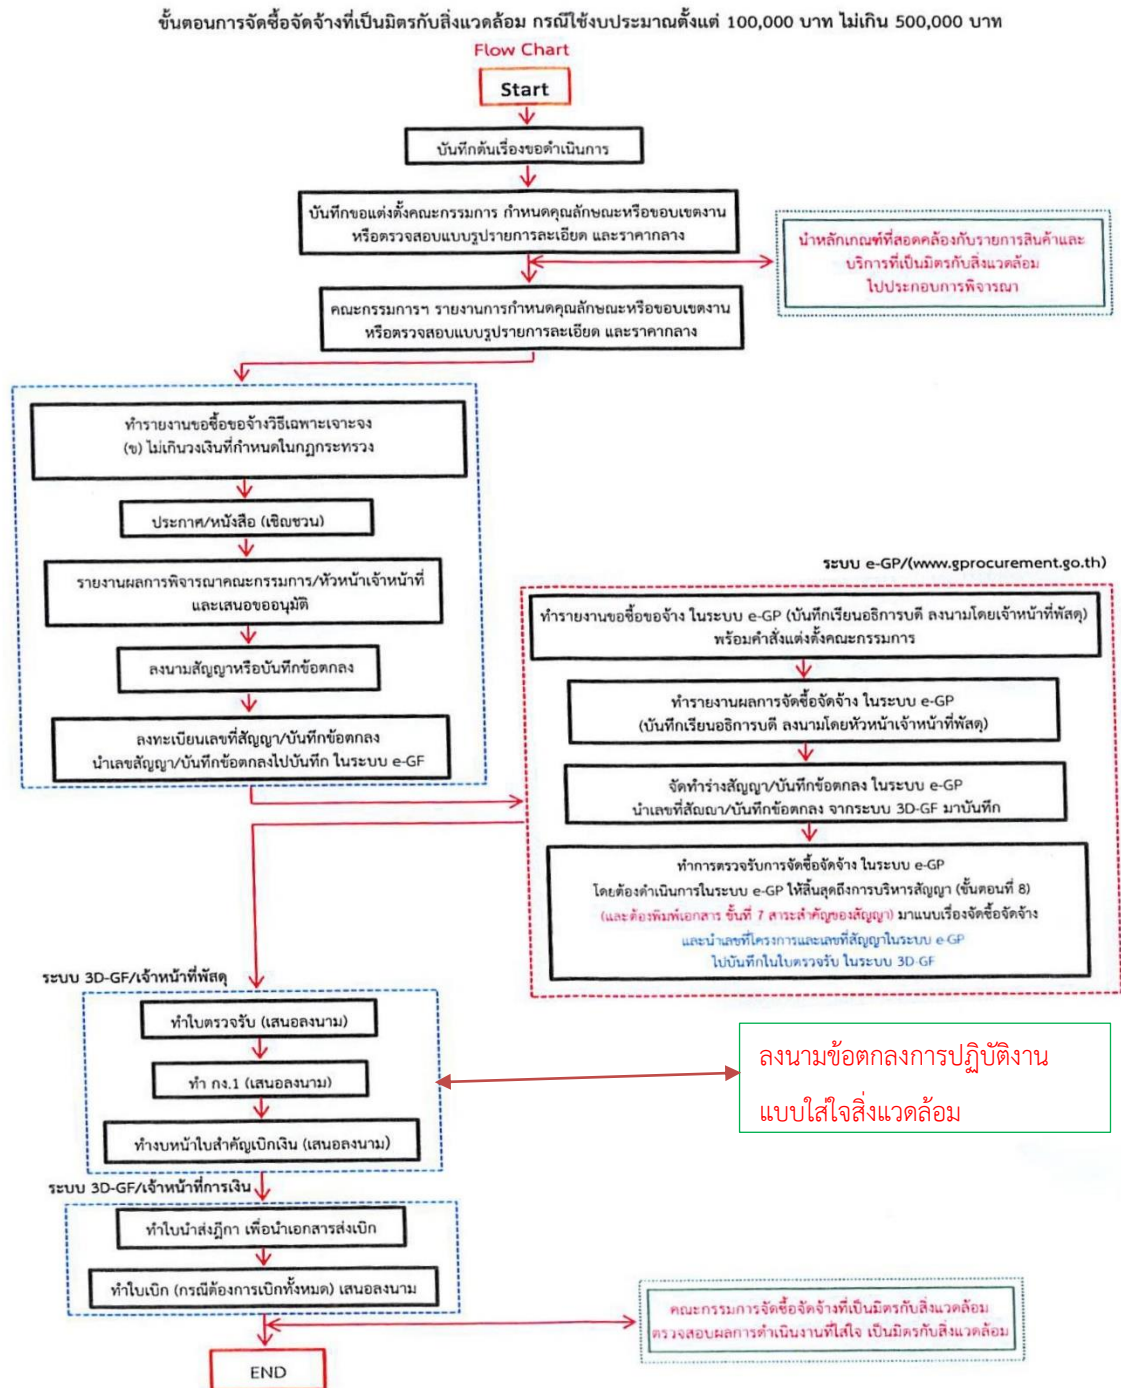 ขั้นตอนการจัดซื้อจัดจ้างที่เป็นมิตรกับสิ่งแวดล้อม กรณีใช้งบประมาณตั้งแต่ 100,000 บาท ไม่เกิน 500,000 บาท
Flow Chart
Start
บันทึกต้นเรื่องขอดำเนินการ
บันทึกขอแต่งตั้งคณะกรรมการ กำหนดคุณลักษณะหรือขอบเขตงาน
หรือตรวจสอบแบบรูปรายการละเอียด และราคากลาง
นำหลักเกณฑ์ที่สอดคล้องกับรายการสินค้าและ
บริการที่เป็นมิตรกับสิ่งแวดล้อม
ไปประกอบการพิจารณา
คณะกรรมการฯ รายงานการกำหนดคุณลักษณะหรือขอบเขตงาน
หรือตรวจสอบแบบรูปรายการละเอียด และราคากลาง
ทำรายงานขอซื้อขอจ้างวิธีเฉพาะเจาะจง
(ข) ไม่เกินวงเงินที่กำหนดในกฎกระทรวง
ประกาศ/หนังสือ (เชิญชวน)
รายงานผลการพิจารณาคณะกรรมการ/หัวหน้าเจ้าหน้าที่
และเสนอขออนุมัติ
ลงนามสัญญาหรือบันทึกข้อตกลง
ลงทะเบียนเลขที่สัญญา/บันทึกข้อตกลง
นำเลขสัญญา/บันทึกข้อตกลงไปบันทึก ในระบบ e-GF
ระบบ e-GP/(www.gprocurement.go.th)
ทำรายงานขอซื้อขอจ้าง ในระบบ e-GP (บันทึกเรียนอธิการบดี ลงนามโดยเจ้าหน้าที่พัสดุ)
พร้อมคำสั่งแต่งตั้งคณะกรรมการ
ทำรายงานผลการจัดซื้อจัดจ้าง ในระบบ e-GP
(บันทึกเรียนอธิการบดี ลงนามโดยหัวหน้าเจ้าหน้าที่พัสดุ)
จัดทำร่างสัญญา/บันทึกข้อตกลง ในระบบ e-GP
นำเลขที่สัญญา/บันทึกข้อตกลง จากระบบ 3D-GF มาบันทึก
ทำการตรวจรับการจัดซื้อจัดจ้าง ในระบบ e-GP
โดยต้องดำเนินการในระบบ e-GP ให้สิ้นสุดถึงการบริหารสัญญา (ขั้นตอนที่ 8)
(และต้องพิมพ์เอกสาร ขั้นที่ 7 สาระสำคัญของสัญญา) มาแนบเรื่องจัดซื้อจัดจ้าง
และนำเลขที่โครงการและเลขที่สัญญาในระบบ e-GP
ไปบันทึกในใบตรวจรับ ในระบบ 3D-GF
ระบบ 3D-GF/เจ้าหน้าที่พัสดุ
ทำใบตรวจรับ (เสนอลงนาม)
ทำ กง.1 (เสนอลงนาม)
ทำงบหน้าใบสำคัญเบิกเงิน (เสนอลงนาม)
ลงนามข้อตกลงการปฏิบัติงาน
แบบใส่ใจสิ่งแวดล้อม
ระบบ 3D-GF/เจ้าหน้าที่การเงิน
ทำใบนำส่งฎีกา เพื่อนำเอกสารส่งเบิก
ทำใบเบิก (กรณีต้องการเบิกทั้งหมด) เสนอลงนาม
คณะกรรมการจัดซื้อจัดจ้างที่เป็นมิตรกับสิ่งแวดล้อม
ตรวจสอบผลการดำเนินงานที่ใส่ใจ เป็นมิตรกับสิ่งแวดล้อม
END